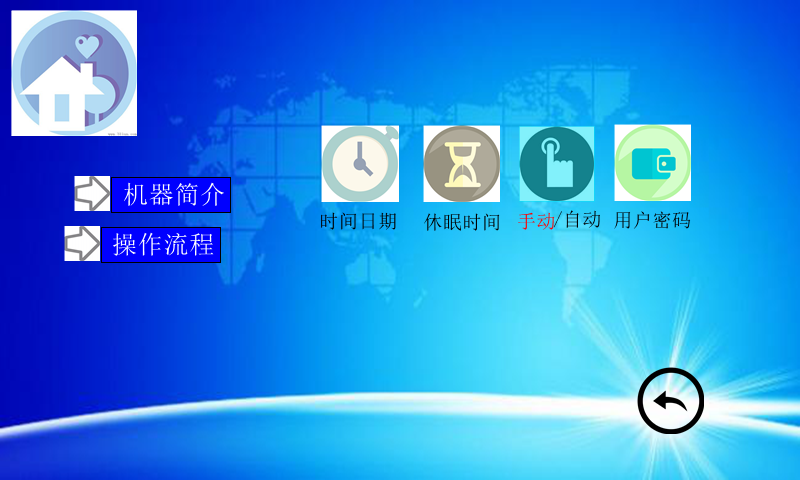 机器简介
操作流程
时间日期
休眠时间
手动/自动
用户密码